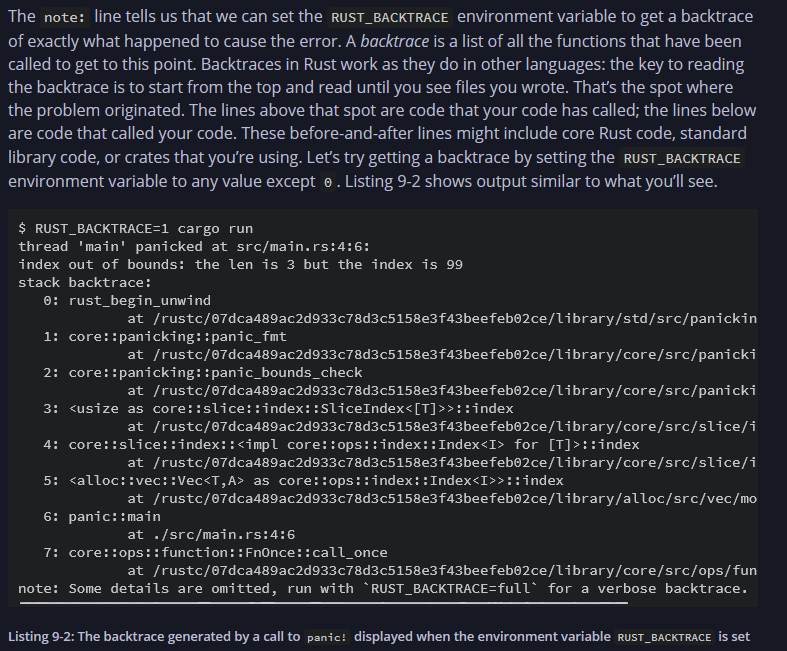 The note: line tells us that we can set the RUST_BACKTRACE environment variable to get a backtrace
of exactly what happened to cause the error. A backtrace is a list of all the functions that have been
called to get to this point. Backtraces in Rust work as they do in other languages: the key to reading
the backtrace is to start from the top and read until you see files you wrote. That’s the spot where
the problem originated. The lines above that spot are code that your code has called; the lines below
are code that called your code. These before-and-after lines might include core Rust code, standard
library code, or crates that you’re using. Let’s try getting a backtrace by setting the RUST_BACKTRACE
environment variable to any value except 0. Listing 9-2 shows output similar to what you’ll see.
$ RUST_BACKTRACE=1 cargo run
thread 'main' panicked at src/main.rs:4:6:
index out of bounds: the len is 3 but the index is 99
stack backtrace:
   0: rust_begin_unwind
             at /rustc/07dca489ac2d933c78d3c5158e3f43beefeb02ce/library/std/src/panickin
   1: core::panicking::panic_fmt
             at /rustc/07dca489ac2d933c78d3c5158e3f43beefeb02ce/library/core/src/panicki
   2: core::panicking::panic_bounds_check
             at /rustc/07dca489ac2d933c78d3c5158e3f43beefeb02ce/library/core/src/panicki
   3: <usize as core::slice::index::SliceIndex<[T]>>::index
             at /rustc/07dca489ac2d933c78d3c5158e3f43beefeb02ce/library/core/src/slice/i
   4: core::slice::index::<impl core::ops::index::Index<I> for [T]>::index
             at /rustc/07dca489ac2d933c78d3c5158e3f43beefeb02ce/library/core/src/slice/i
   5: <alloc::vec::Vec<T,A> as core::ops::index::Index<I>>::index
             at /rustc/07dca489ac2d933c78d3c5158e3f43beefeb02ce/library/alloc/src/vec/mo
   6: panic::main
             at ./src/main.rs:4:6
   7: core::ops::function::FnOnce::call_once
             at /rustc/07dca489ac2d933c78d3c5158e3f43beefeb02ce/library/core/src/ops/fun
note: Some details are omitted, run with `RUST_BACKTRACE=full` for a verbose backtrace.
Listing 9-2: The backtrace generated by a call to panic! displayed when the environment variable RUST_BACKTRACE is set